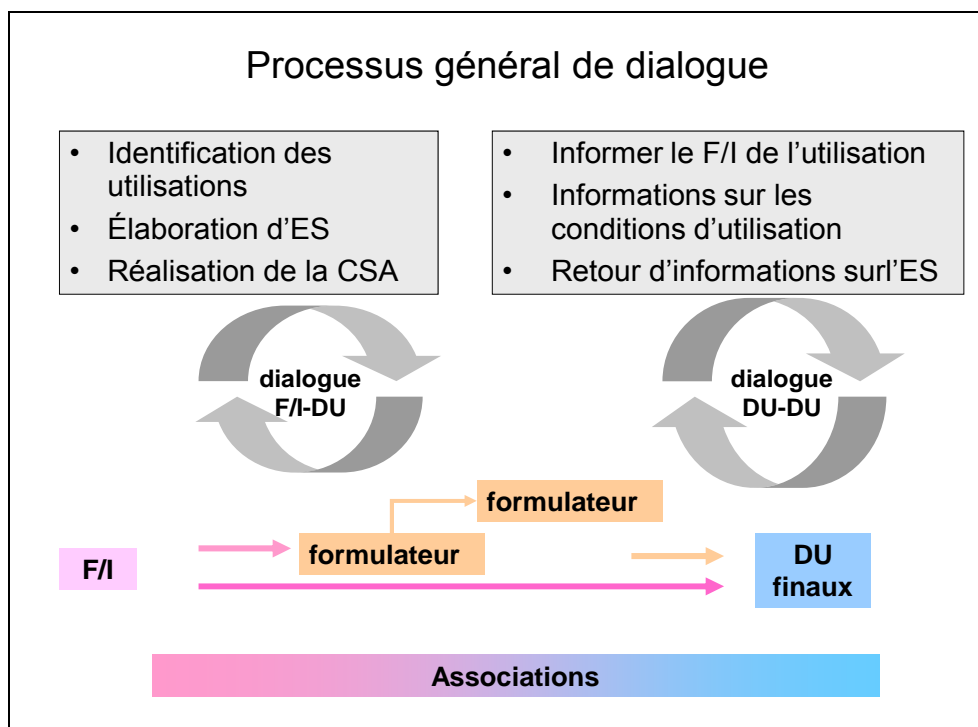 Processus général de dialogue
• Identification des
utilisations
• Élaboration d'ES
• Réalisation de la CSA
• Informer le F/I de l'utilisation
• Informations sur les
conditions d'utilisation
• Retour d'informations surl'ES
dialogue
F/I-DU
dialogue
DU-DU
formulateur
formulateur
F/I
DU
finaux
Associations